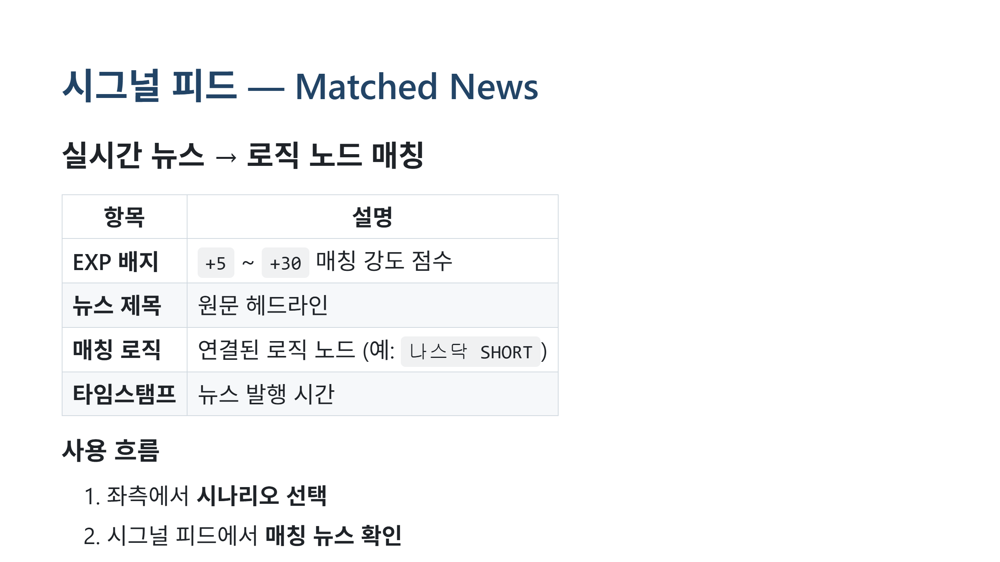 시그널 피드 — Matched News
실시간 뉴스 → 로직 노드 매칭
항목 설명
EXP 배지 +5 ~ +30 매칭 강도 점수
뉴스 제목 원문 헤드라인
매칭 로직 연결된 로직 노드 (예: 나스닥 SHORT)
타임스탬프 뉴스 발행 시간
사용 흐름
1. 좌측에서 시나리오 선택
2. 시그널 피드에서 매칭 뉴스 확인